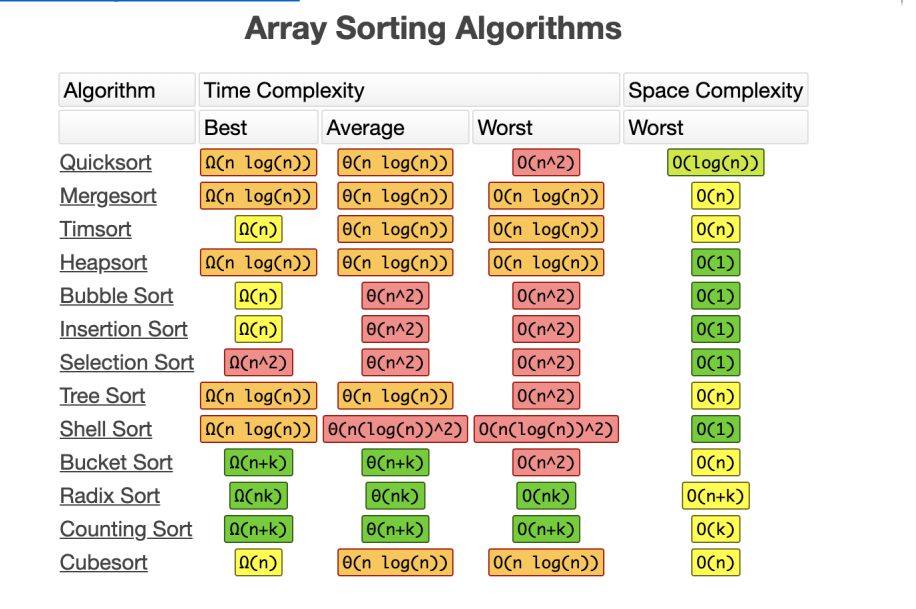 Array Sorting Algorithms
Algorithm Time Complexity Space Complexity
Best Average Worst Worst
Quicksort Ω(n log(n)) Θ(n log(n)) O(n^2) O(log(n))
Mergesort Ω(n log(n)) Θ(n log(n)) O(n log(n)) O(n)
Timsort Ω(n) Θ(n log(n)) O(n log(n)) O(n)
Heapsort Ω(n log(n)) Θ(n log(n)) O(n log(n)) O(1)
Bubble Sort Ω(n) Θ(n^2) O(n^2) O(1)
Insertion Sort Ω(n) Θ(n^2) O(n^2) O(1)
Selection Sort Ω(n^2) Θ(n^2) O(n^2) O(1)
Tree Sort Ω(n log(n)) Θ(n log(n)) O(n^2) O(n)
Shell Sort Ω(n log(n)) Θ(n(log(n))^2) O(n(log(n))^2) O(1)
Bucket Sort Ω(n+k) Θ(n+k) O(n^2) O(n)
Radix Sort Ω(nk) Θ(nk) O(nk) O(n+k)
Counting Sort Ω(n+k) Θ(n+k) O(n+k) O(k)
Cubesort Ω(n) Θ(n log(n)) O(n log(n)) O(n)